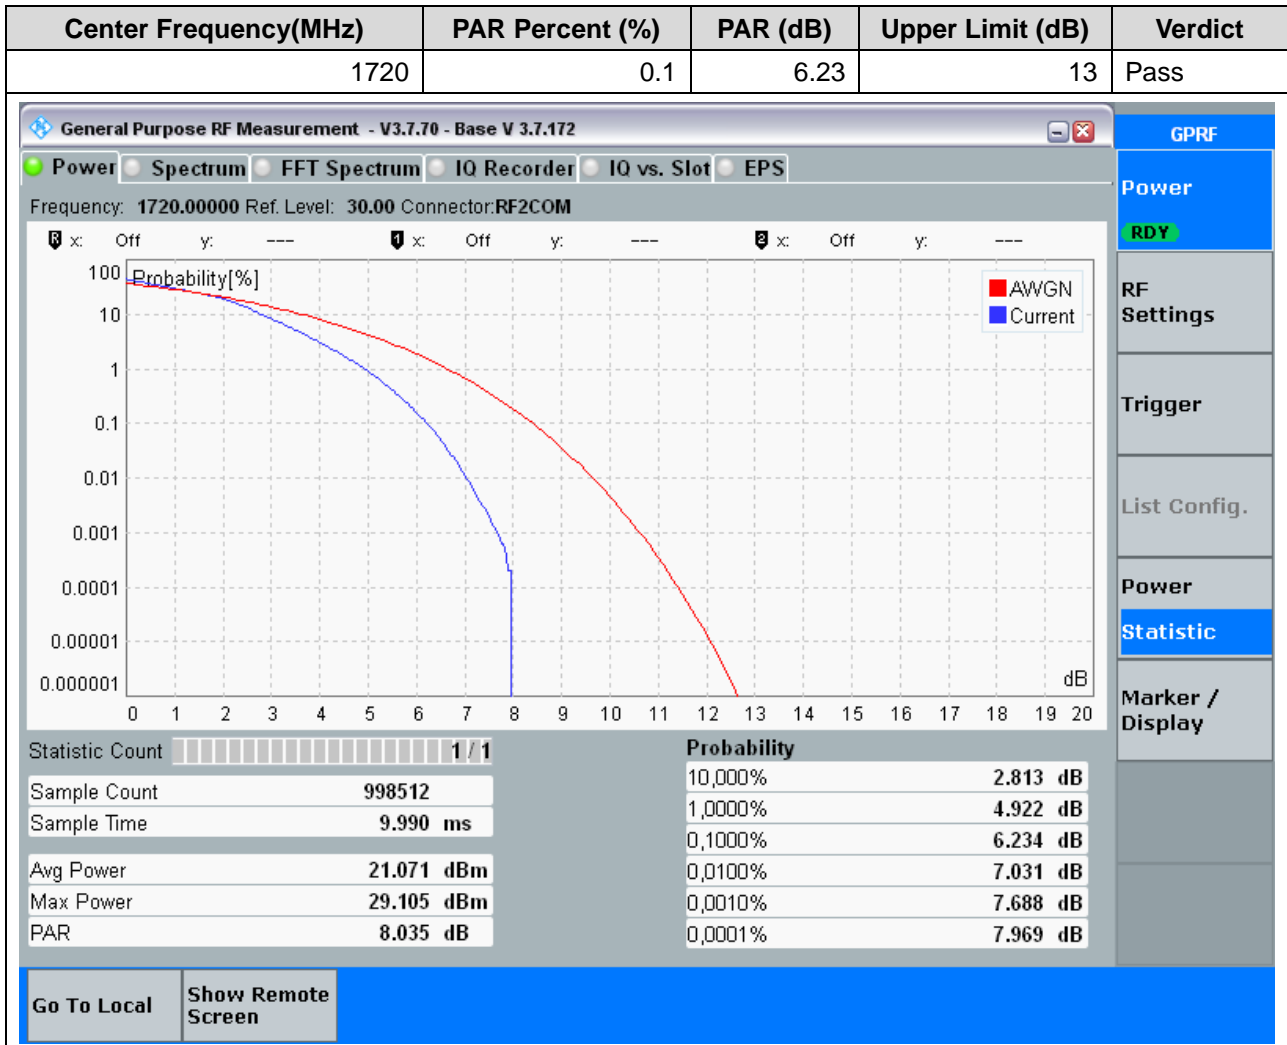 Center Frequency(MHz) PAR Percent (%) PAR (dB) Upper Limit (dB) Verdict
1720 0.1 6.23 13 Pass
General Purpose RF Measurement - V3.7.70 - Base V 3.7.172
GPRF
Power Spectrum FFT Spectrum IQ Recorder IQ vs. Slot EPS
Power
RDY
Frequency: 1720.00000 Ref. Level: 30.00 Connector:RF2COM
R x: Off y: --- 1 x: Off y: --- 2 x: Off y: ---
Probability[%]
AWGN
Current
100
10
1
0.1
0.01
0.001
0.0001
0.00001
0.000001
dB
0 1 2 3 4 5 6 7 8 9 10 11 12 13 14 15 16 17 18 19 20
RF
Settings
Trigger
List Config.
Power
Statistic
Marker /
Display
Statistic Count 1 / 1
Sample Count 998512
Sample Time 9.990 ms
Avg Power 21.071 dBm
Max Power 29.105 dBm
PAR 8.035 dB
Probability
10,000% 2.813 dB
1,0000% 4.922 dB
0,1000% 6.234 dB
0,0100% 7.031 dB
0,0010% 7.688 dB
0,0001% 7.969 dB
Go To Local
Show Remote
Screen